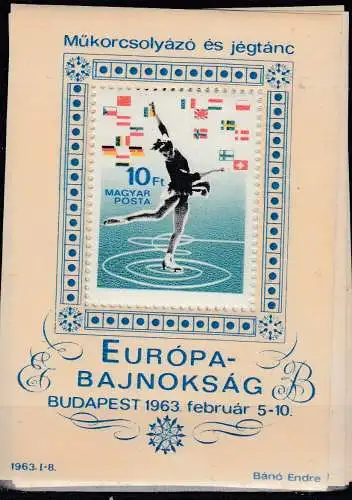 Műkorcsolyázó és jégtánc
10 Ft
MAGYAR
POSTA
EURÓPA-
BAJNOKSÁG
E B
BUDAPEST 1963. február 5-10.
1963. I-8.
Bánó Endre